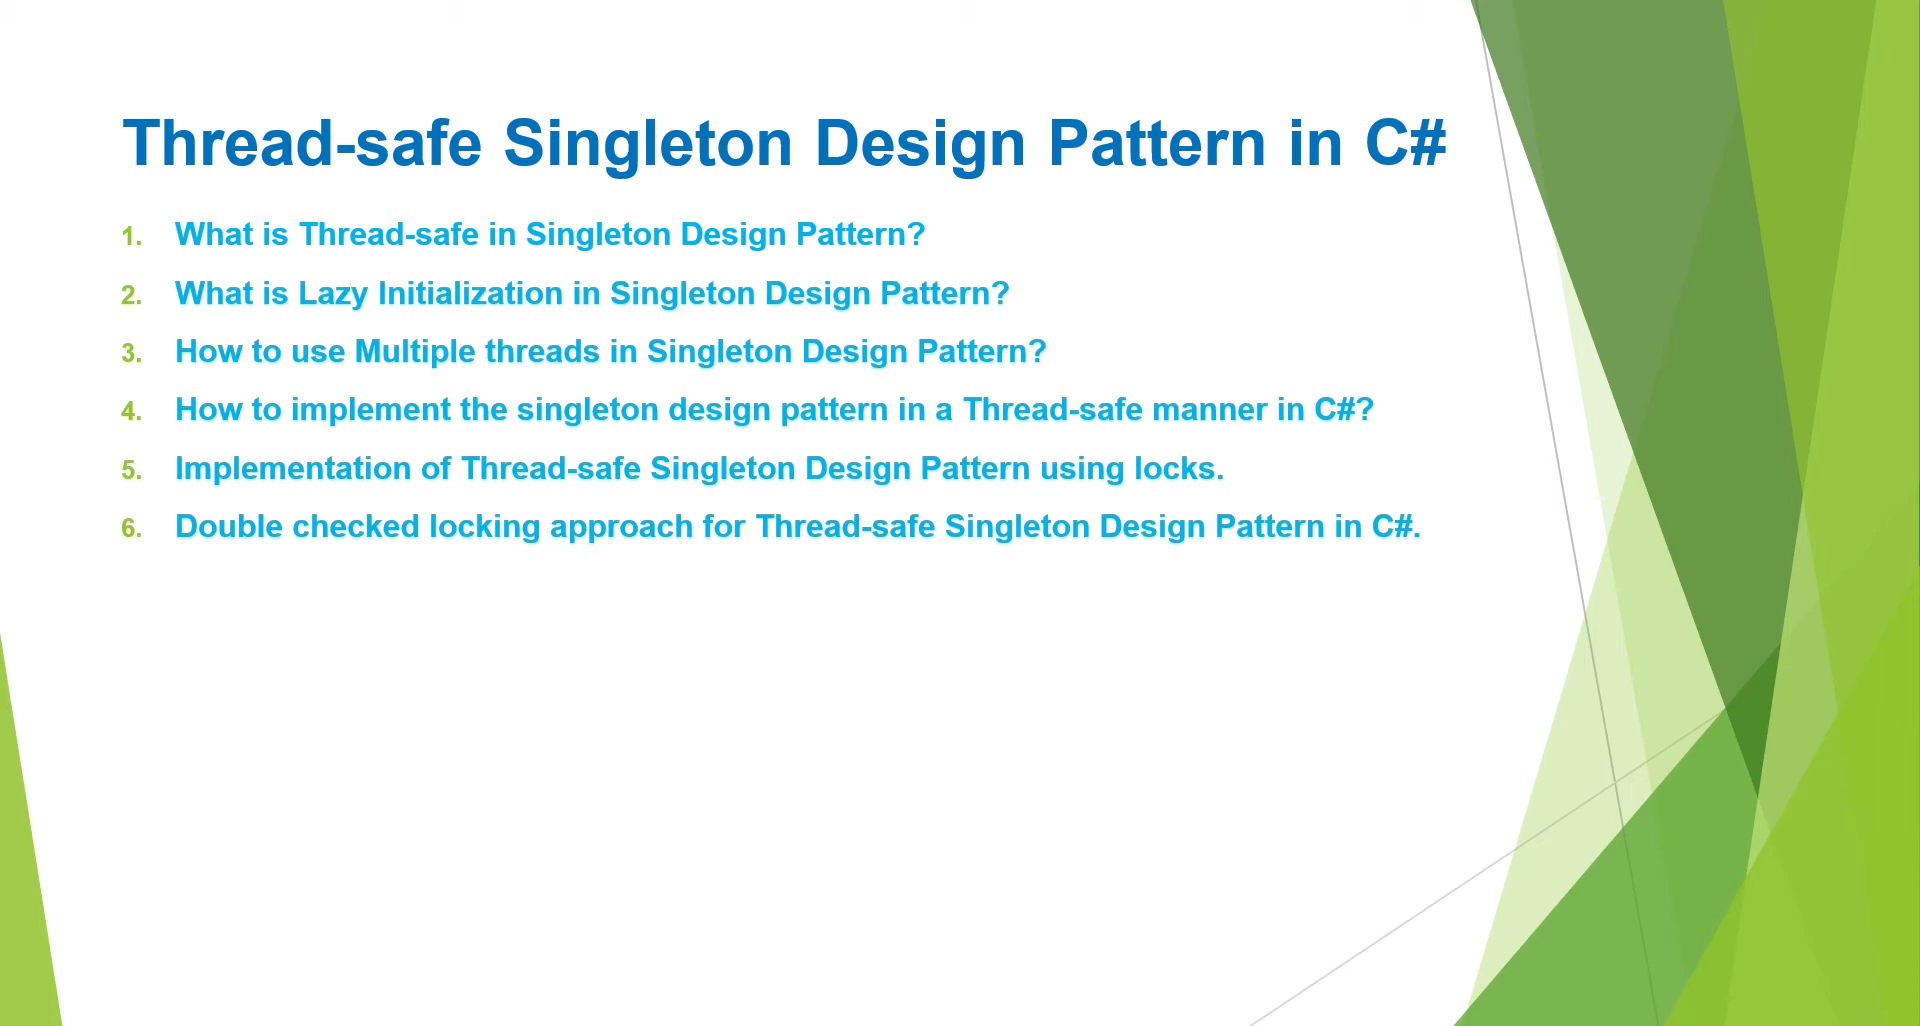 Thread-safe Singleton Design Pattern in C#
1. What is Thread-safe in Singleton Design Pattern?
2. What is Lazy Initialization in Singleton Design Pattern?
3. How to use Multiple threads in Singleton Design Pattern?
4. How to implement the singleton design pattern in a Thread-safe manner in C#?
5. Implementation of Thread-safe Singleton Design Pattern using locks.
6. Double checked locking approach for Thread-safe Singleton Design Pattern in C#.